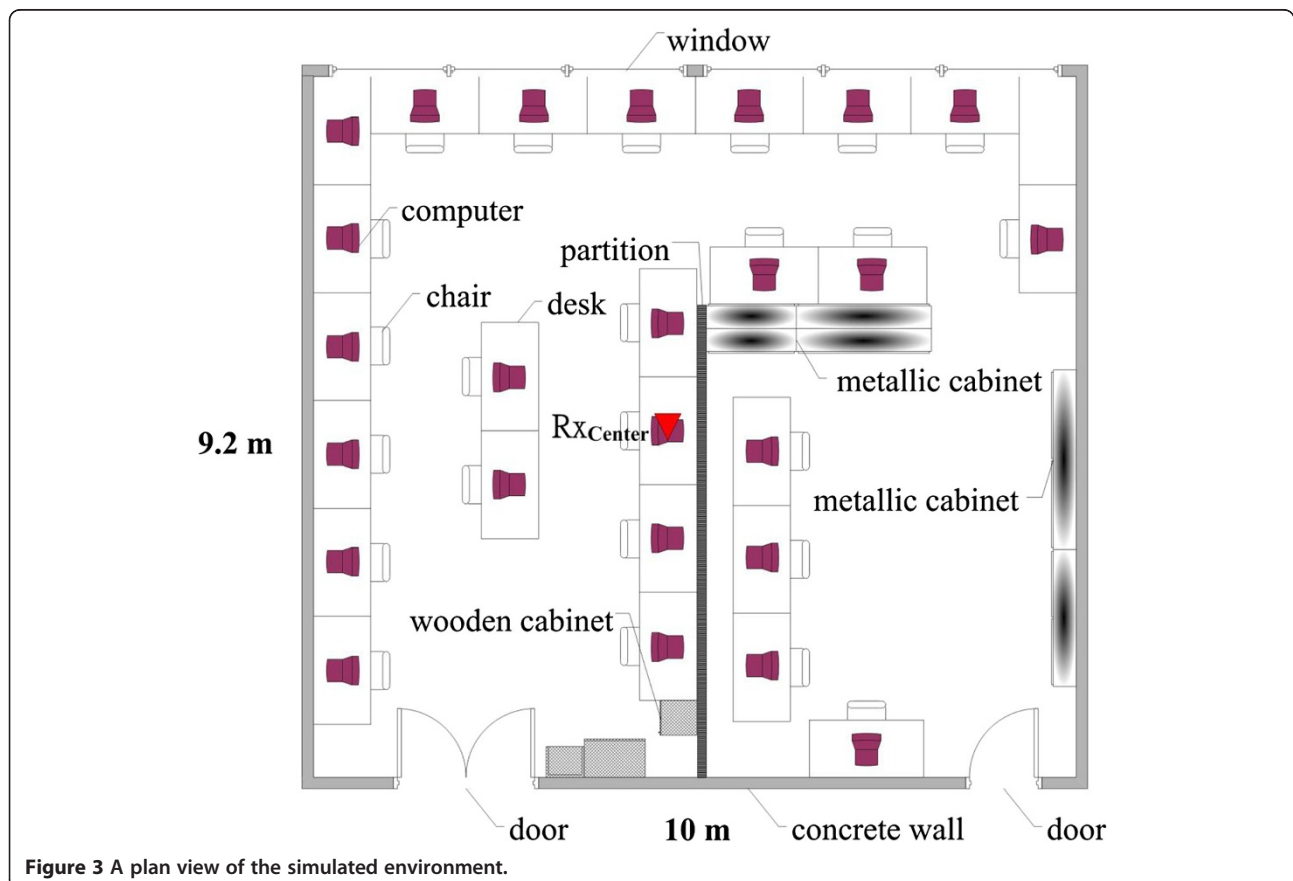 window
computer
partition
chair
desk
metallic cabinet
RxCenter
9.2 m
metallic cabinet
wooden cabinet
door
10 m
concrete wall
door
Figure 3 A plan view of the simulated environment.